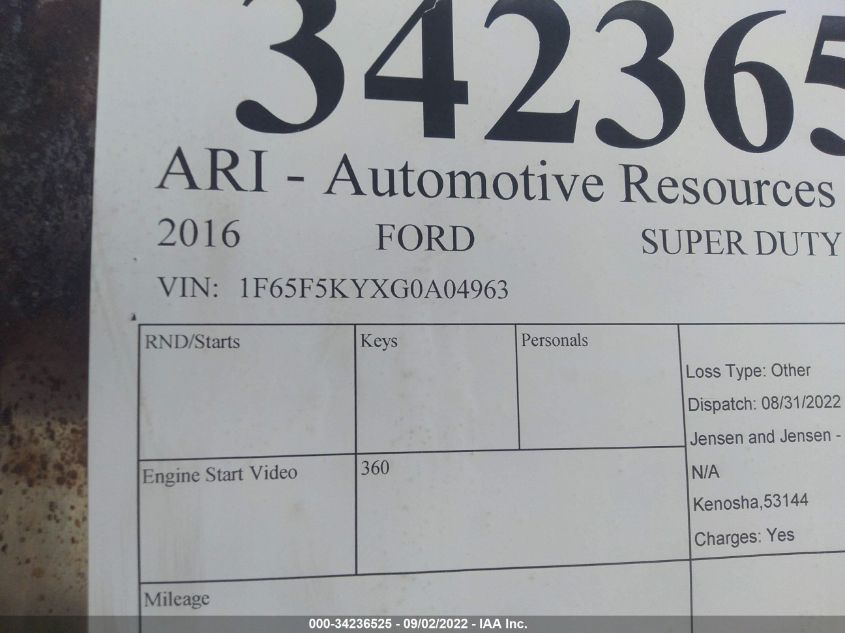 342365
ARI - Automotive Resources
2016 FORD SUPER DUTY
VIN: 1F65F5KYXG0A04963
RND/Starts Keys Personals
Loss Type: Other
Dispatch: 08/31/2022
Jensen and Jensen -
Engine Start Video 360
N/A
Kenosha,53144
Charges: Yes
Mileage
000-34236525 - 09/02/2022 - IAA Inc.